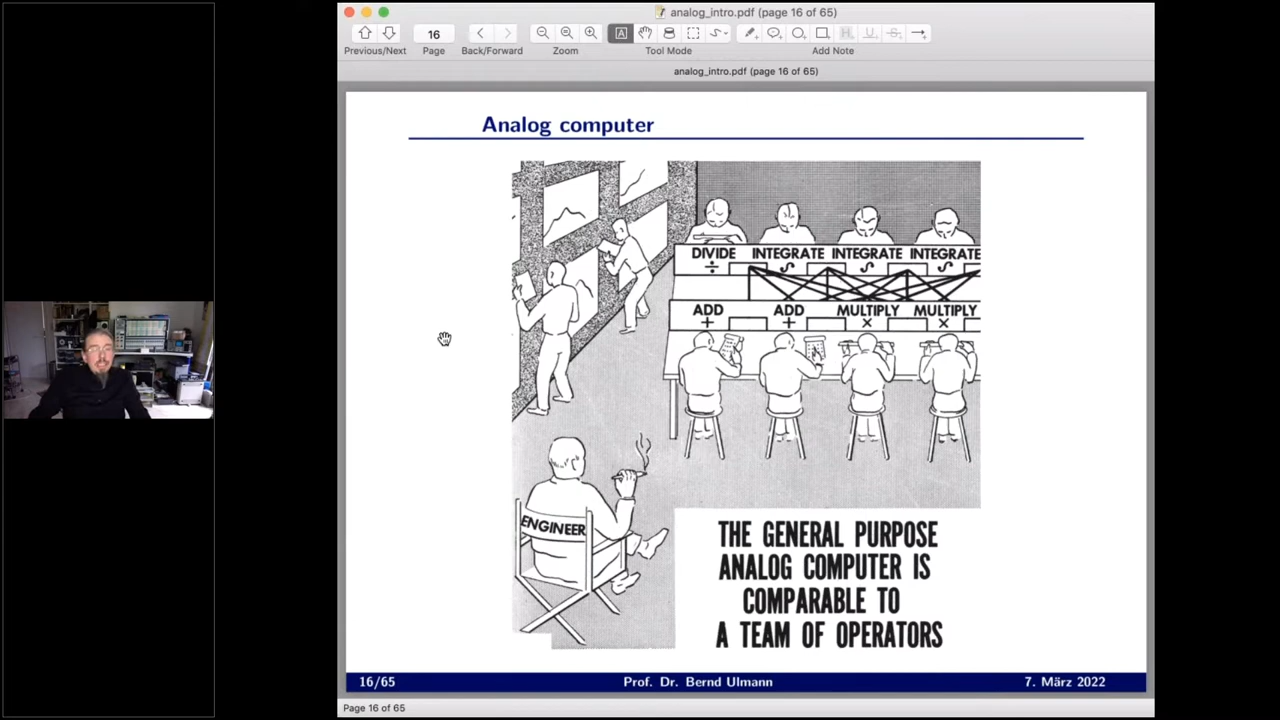 analog_intro.pdf (page 16 of 65)
16
Previous/Next Page Back/Forward Zoom Tool Mode Add Note
analog_intro.pdf (page 16 of 65)
Analog computer
DIVIDE INTEGRATE INTEGRATE INTEGRATE
÷ ∫ ∫ ∫
ADD ADD MULTIPLY MULTIPLY
+ + × ×
ENGINEER
THE GENERAL PURPOSE
ANALOG COMPUTER IS
COMPARABLE TO
A TEAM OF OPERATORS
16/65 Prof. Dr. Bernd Ulmann 7. März 2022
Page 16 of 65